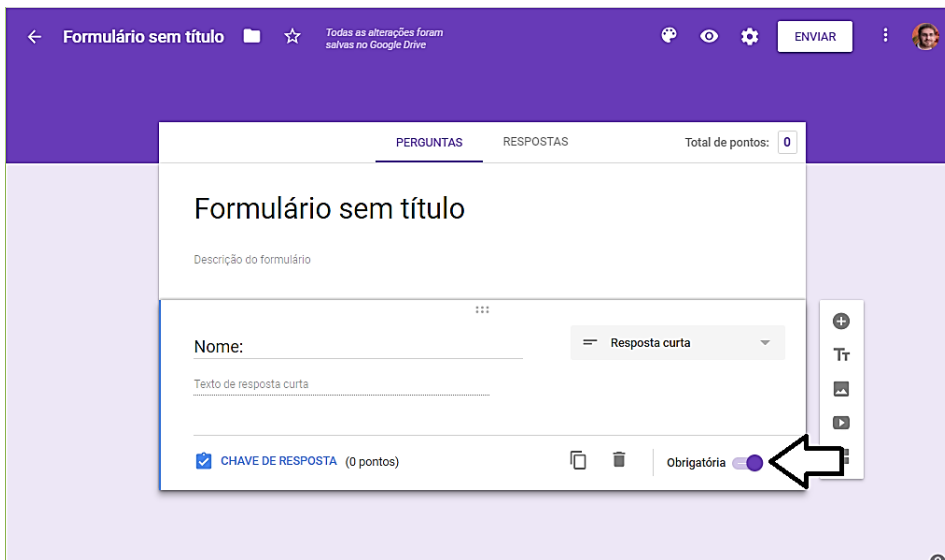 Formulário sem título
Todas as alterações foram
salvas no Google Drive
ENVIAR
PERGUNTAS
RESPOSTAS
Total de pontos: 0
Formulário sem título
Descrição do formulário
Nome:
Resposta curta
Texto de resposta curta
CHAVE DE RESPOSTA (0 pontos)
Obrigatória
Tт